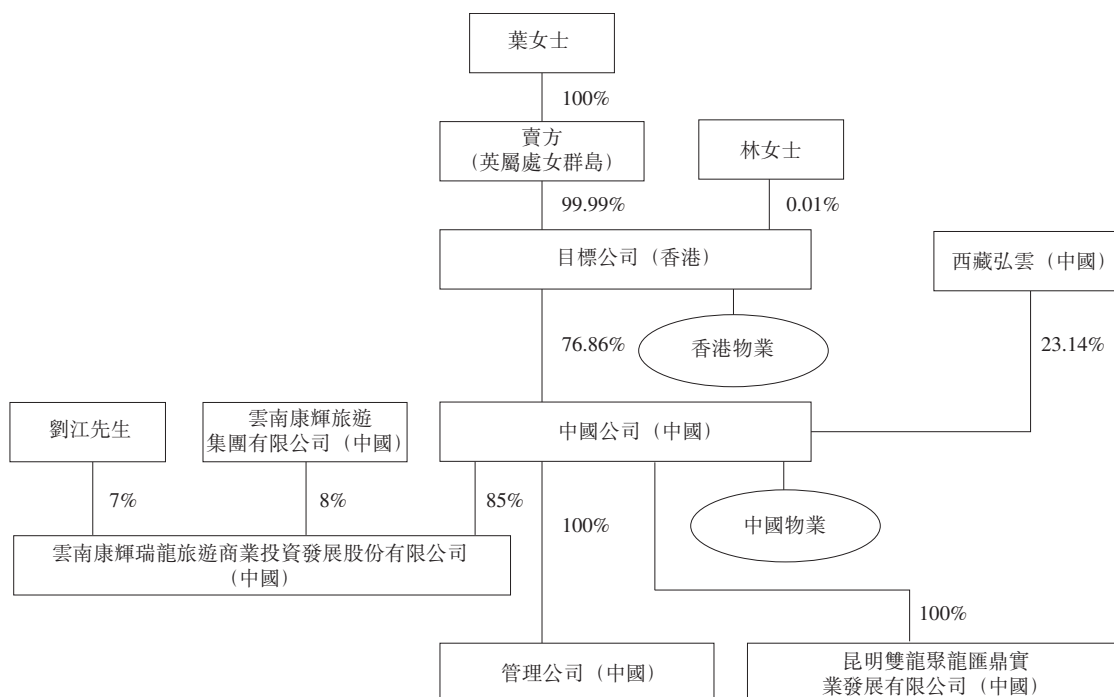 葉女士
100%
賣方
(英屬處女群島)
林女士
99.99%
0.01%
目標公司(香港)
西藏弘雲(中國)
76.86%
香港物業
23.14%
劉江先生
雲南康輝旅遊
集團有限公司(中國)
中國公司(中國)
7%
8%
85%
100%
中國物業
雲南康輝瑞龍旅遊商業投資發展股份有限公司
(中國)
100%
管理公司(中國)
昆明雙龍聚龍匯鼎實
業發展有限公司(中國)